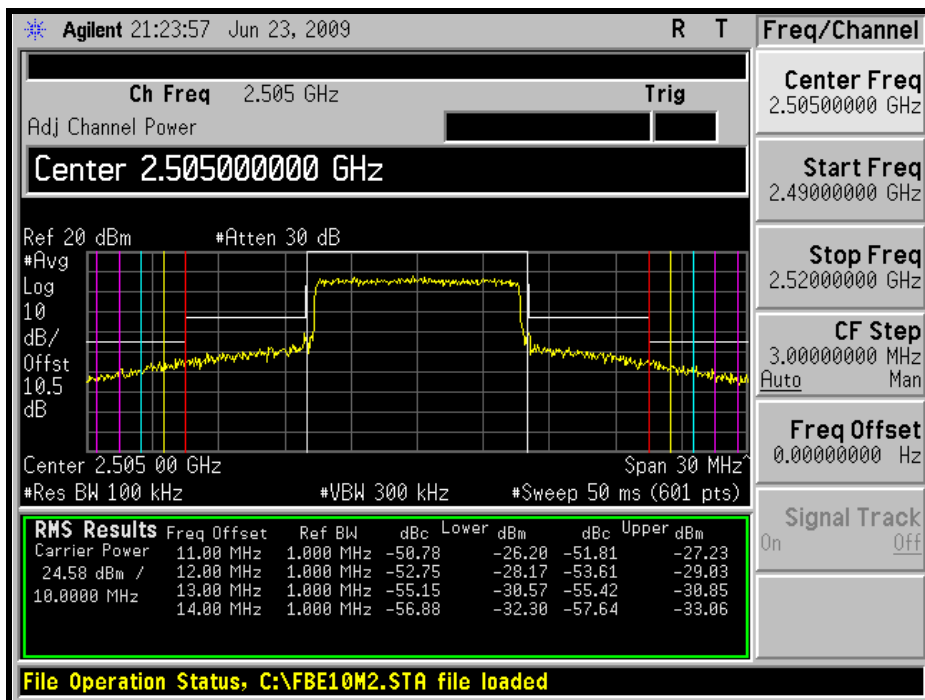 Agilent 21:23:57 Jun 23, 2009 R T
Freq/Channel
Ch Freq 2.505 GHz Trig
Adj Channel Power
Center 2.505000000 GHz
Ref 20 dBm #Atten 30 dB
#Avg
Log
10
dB/
Offst
10.5
dB
Center 2.505 00 GHz Span 30 MHz^
#Res BW 100 kHz #VBW 300 kHz #Sweep 50 ms (601 pts)
RMS Results Freq Offset Ref BW dBc Lower dBm dBc Upper dBm
Carrier Power 11.00 MHz 1.000 MHz -50.78 -26.20 -51.81 -27.23
24.58 dBm / 12.00 MHz 1.000 MHz -52.75 -28.17 -53.61 -29.03
10.0000 MHz 13.00 MHz 1.000 MHz -55.15 -30.57 -55.42 -30.85
14.00 MHz 1.000 MHz -56.88 -32.30 -57.64 -33.06
File Operation Status, C:\FBE10M2.STA file loaded
Center Freq
2.50500000 GHz
Start Freq
2.49000000 GHz
Stop Freq
2.52000000 GHz
CF Step
3.00000000 MHz
Auto Man
Freq Offset
0.00000000 Hz
Signal Track
On Off